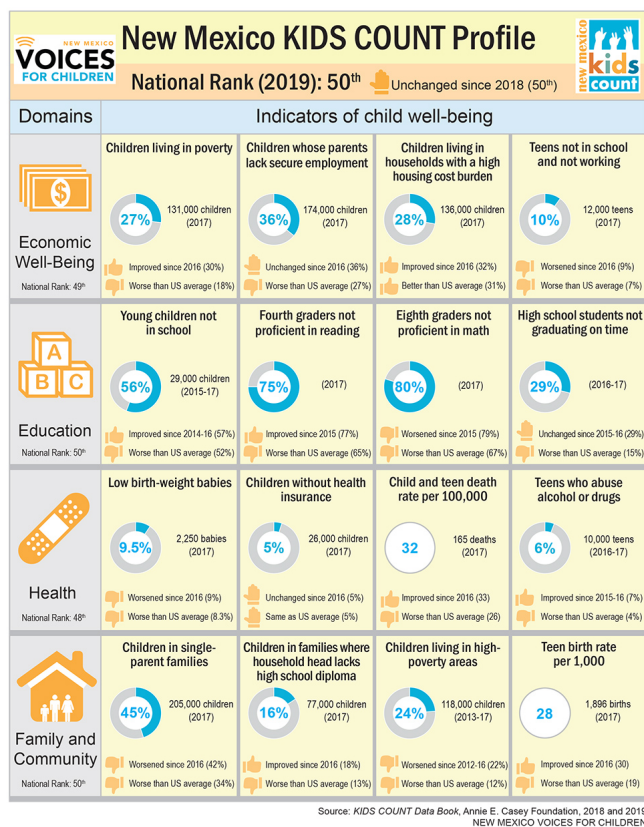 NEW MEXICO
VOICES
FOR CHILDREN
New Mexico KIDS COUNT Profile
National Rank (2019): 50th
Unchanged since 2018 (50th)
new mexico
kids
count
Domains
Indicators of child well-being
Economic
Well-Being
National Rank: 49th
Children living in poverty
27%
131,000 children
(2017)
Improved since 2016 (30%)
Worse than US average (18%)
Children whose parents
lack secure employment
36%
174,000 children
(2017)
Unchanged since 2016 (36%)
Worse than US average (27%)
Children living in
households with a high
housing cost burden
28%
136,000 children
(2017)
Improved since 2016 (32%)
Better than US average (31%)
Teens not in school
and not working
10%
12,000 teens
(2017)
Worsened since 2016 (9%)
Worse than US average (7%)
A
B C
Education
National Rank: 50th
Young children not
in school
56%
29,000 children
(2015-17)
Improved since 2014-16 (57%)
Worse than US average (52%)
Fourth graders not
proficient in reading
75%
(2017)
Improved since 2015 (77%)
Worse than US average (65%)
Eighth graders not
proficient in math
80%
(2017)
Worsened since 2015 (79%)
Worse than US average (67%)
High school students not
graduating on time
29%
(2016-17)
Unchanged since 2015-16 (29%)
Worse than US average (15%)
Health
National Rank: 48th
Low birth-weight babies
9.5%
2,250 babies
(2017)
Worsened since 2016 (9%)
Worse than US average (8.3%)
Children without health
insurance
5%
26,000 children
(2017)
Unchanged since 2016 (5%)
Same as US average (5%)
Child and teen death
rate per 100,000
32
165 deaths
(2017)
Improved since 2016 (33)
Worse than US average (26)
Teens who abuse
alcohol or drugs
6%
10,000 teens
(2016-17)
Improved since 2015-16 (7%)
Worse than US average (4%)
Family and
Community
National Rank: 50th
Children in single-
parent families
45%
205,000 children
(2017)
Worsened since 2016 (42%)
Worse than US average (34%)
Children in families where
household head lacks
high school diploma
16%
77,000 children
(2017)
Improved since 2016 (18%)
Worse than US average (13%)
Children living in high-
poverty areas
24%
118,000 children
(2013-17)
Worsened since 2012-16 (22%)
Worse than US average (12%)
Teen birth rate
per 1,000
28
1,896 births
(2017)
Improved since 2016 (30)
Worse than US average (19)
Source: KIDS COUNT Data Book, Annie E. Casey Foundation, 2018 and 2019
NEW MEXICO VOICES FOR CHILDREN